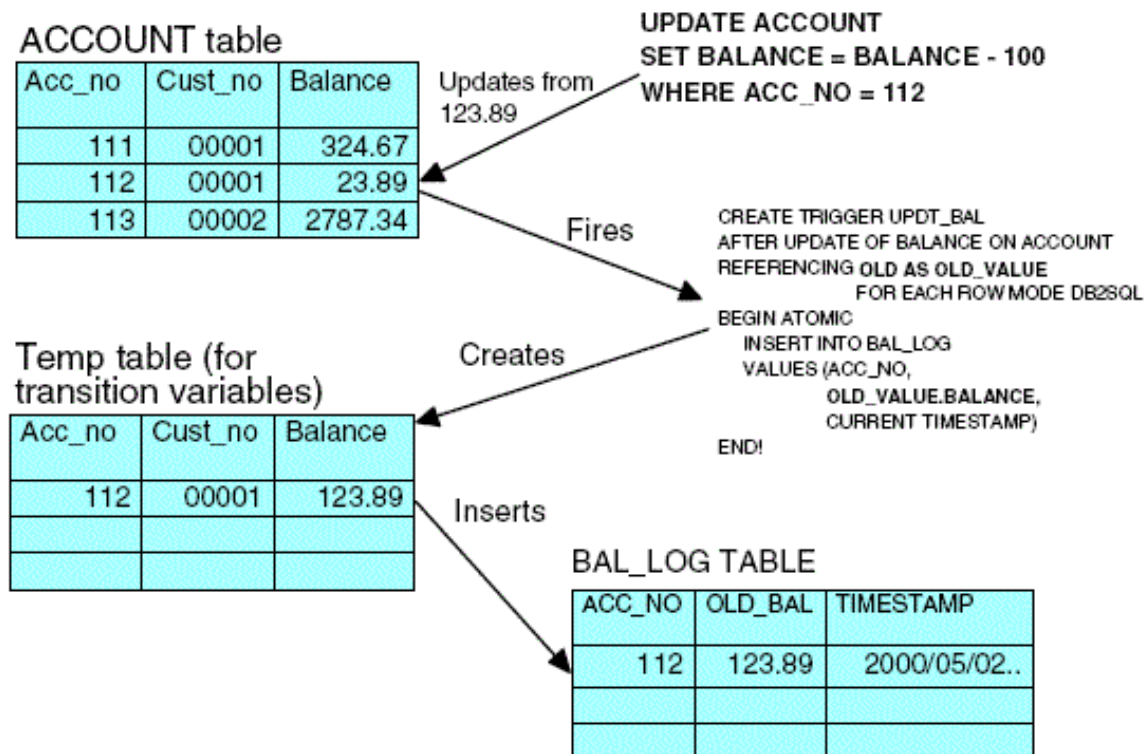 ACCOUNT table
Acc_no Cust_no Balance
111 00001 324.67
112 00001 23.89
113 00002 2787.34
Updates from
123.89
UPDATE ACCOUNT
SET BALANCE = BALANCE - 100
WHERE ACC_NO = 112
Fires
CREATE TRIGGER UPDT_BAL
AFTER UPDATE OF BALANCE ON ACCOUNT
REFERENCING OLD AS OLD_VALUE
FOR EACH ROW MODE DB2SQL
BEGIN ATOMIC
INSERT INTO BAL_LOG
VALUES (ACC_NO,
OLD_VALUE.BALANCE,
CURRENT TIMESTAMP)
END!
Creates
Temp table (for
transition variables)
Acc_no Cust_no Balance
112 00001 123.89
Inserts
BAL_LOG TABLE
ACC_NO OLD_BAL TIMESTAMP
112 123.89 2000/05/02..